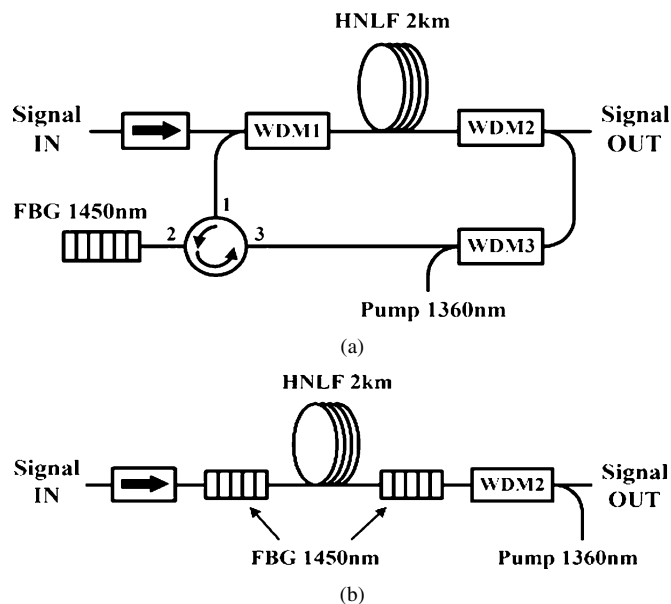 HNLF 2km
Signal IN
WDM1
WDM2
Signal OUT
FBG 1450nm
1
2
3
WDM3
Pump 1360nm
(a)
HNLF 2km
Signal IN
WDM2
Signal OUT
FBG 1450nm
Pump 1360nm
(b)